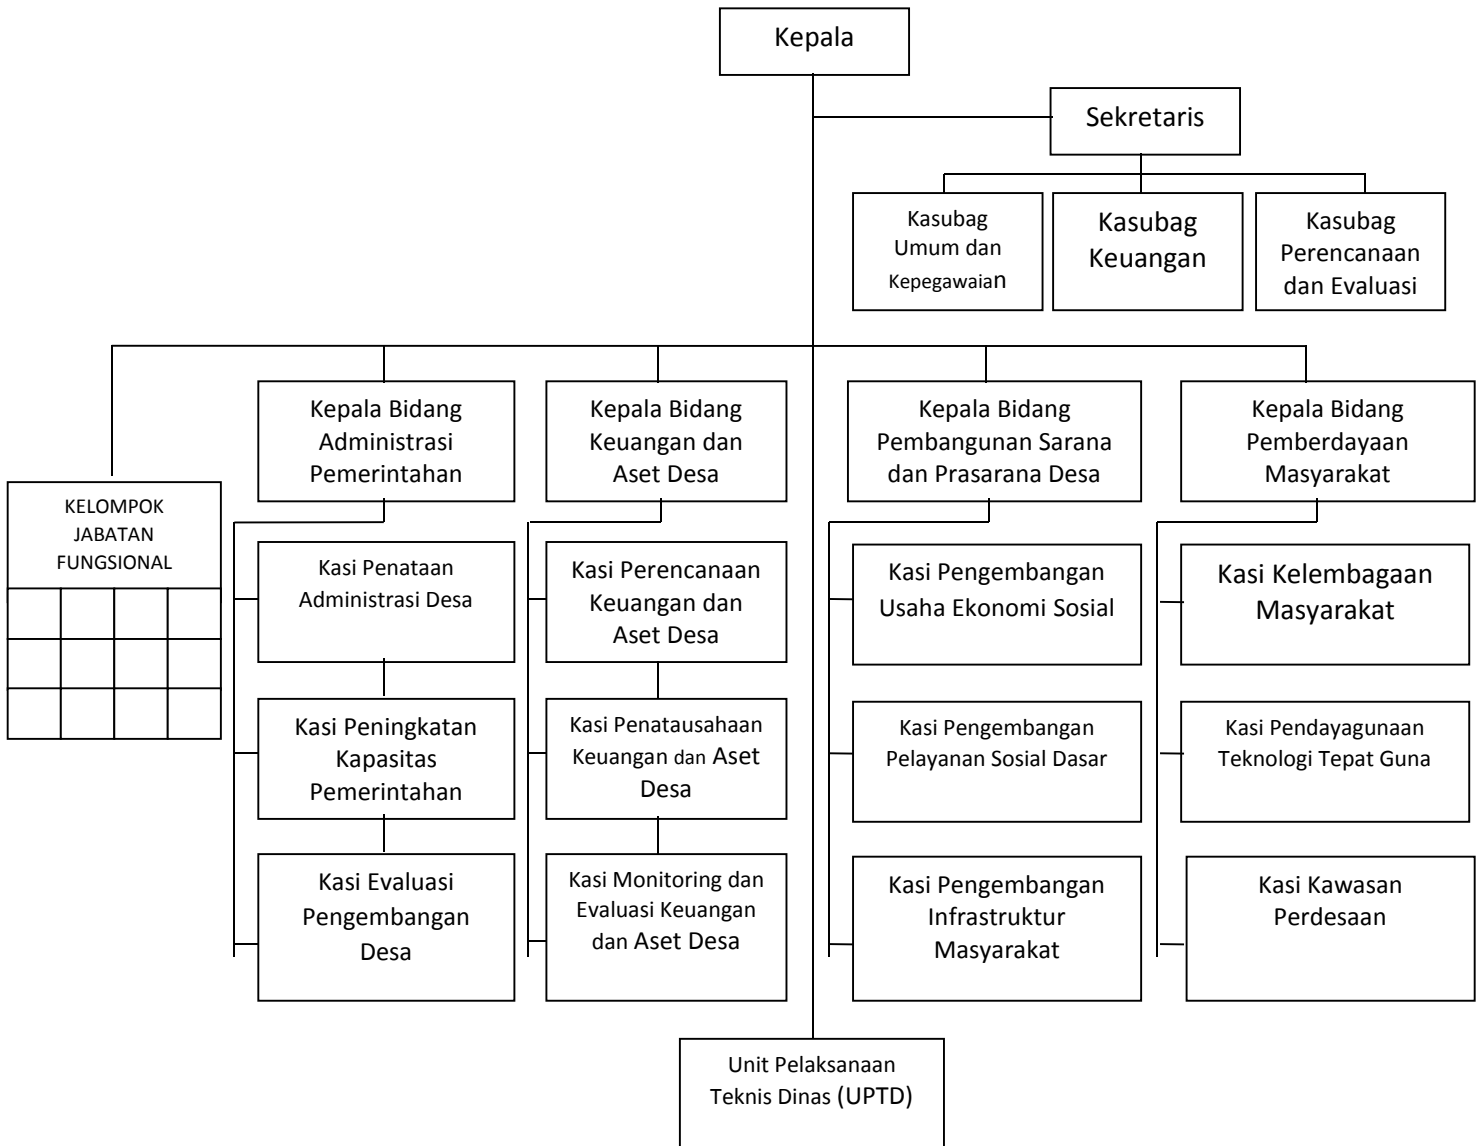 Kepala
Sekretaris
Kasubag
Umum dan
Kepegawaian
Kasubag
Keuangan
Kasubag
Perencanaan
dan Evaluasi
KELOMPOK
JABATAN
FUNGSIONAL
Kepala Bidang
Administrasi
Pemerintahan
Kepala Bidang
Keuangan dan
Aset Desa
Kepala Bidang
Pembangunan Sarana
dan Prasarana Desa
Kepala Bidang
Pemberdayaan
Masyarakat
Kasi Penataan
Administrasi Desa
Kasi Perencanaan
Keuangan dan
Aset Desa
Kasi Pengembangan
Usaha Ekonomi Sosial
Kasi Kelembagaan
Masyarakat
Kasi Peningkatan
Kapasitas
Pemerintahan
Kasi Penatausahaan
Keuangan dan Aset
Desa
Kasi Pengembangan
Pelayanan Sosial Dasar
Kasi Pendayagunaan
Teknologi Tepat Guna
Kasi Evaluasi
Pengembangan
Desa
Kasi Monitoring dan
Evaluasi Keuangan
dan Aset Desa
Kasi Pengembangan
Infrastruktur
Masyarakat
Kasi Kawasan
Perdesaan
Unit Pelaksanaan
Teknis Dinas (UPTD)